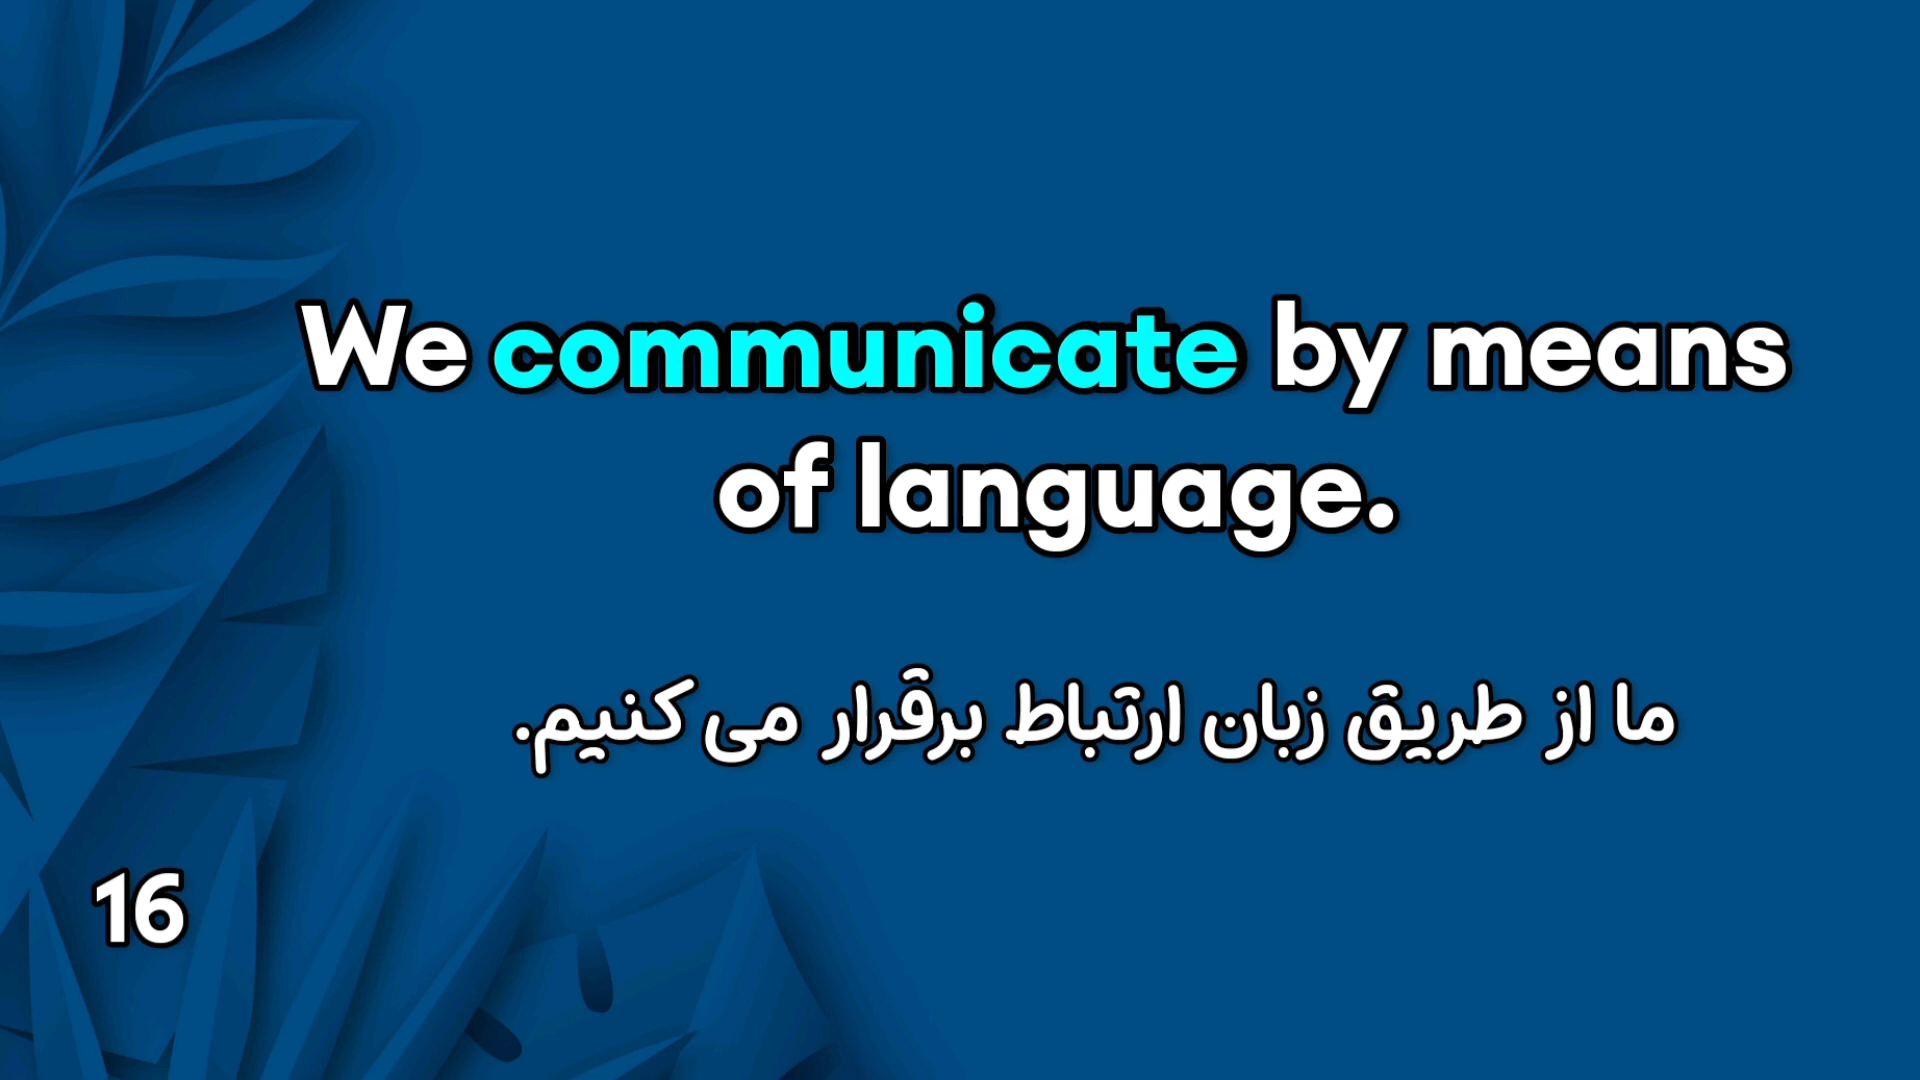 We communicate by means
of language.
ما از طریق زبان ارتباط برقرار می کنیم.
16